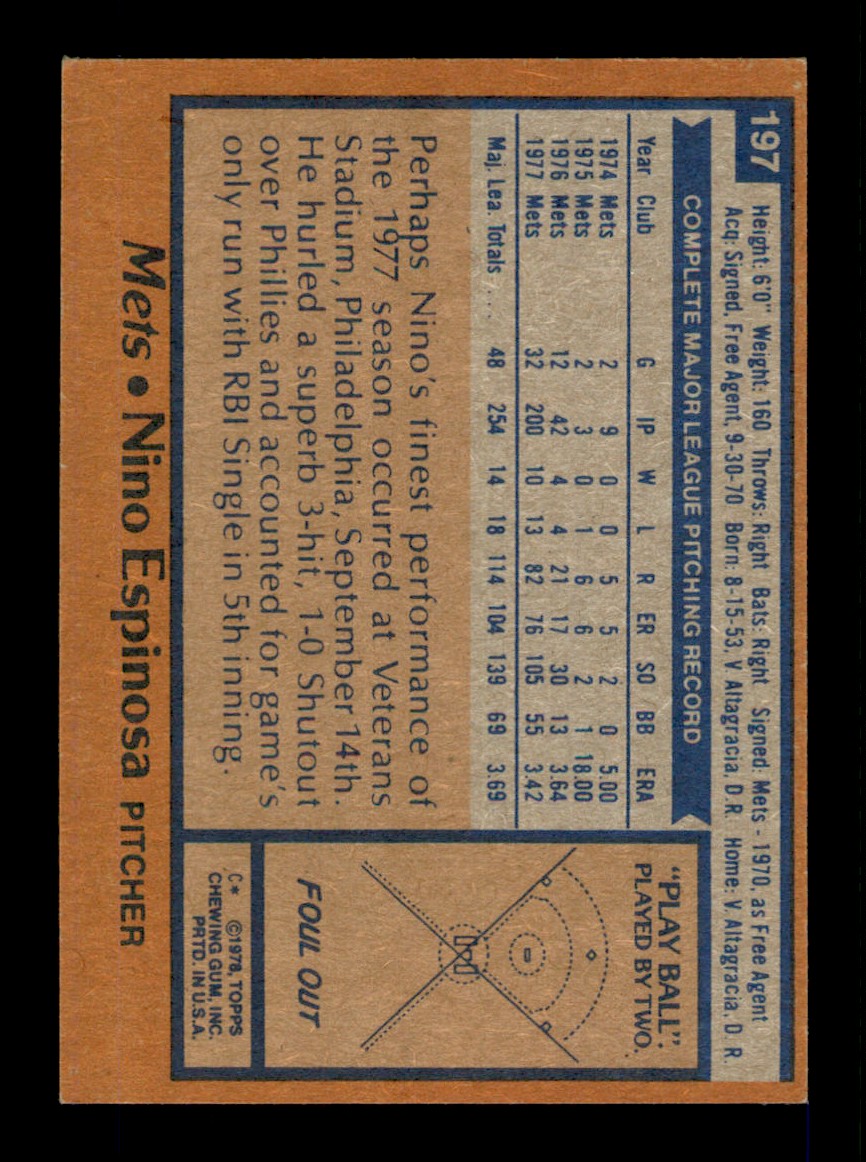 197
Height: 6'0" Weight: 160 Throws: Right Bats: Right Signed: Mets - 1970, as Free Agent
Acq: Signed, Free Agent, 9-30-70 Born: 8-15-53, V. Altagracia, D.R. Home: V. Altagracia, D.R.
COMPLETE MAJOR LEAGUE PITCHING RECORD
Year Club G IP W L R ER SO BB ERA
1974 Mets 2 9 0 0 5 5 2 0 5.00
1975 Mets 2 3 0 1 6 6 2 1 18.00
1976 Mets 12 42 4 4 21 17 30 13 3.64
1977 Mets 32 200 10 13 82 76 105 55 3.42
Maj. Lea. Totals .... 48 254 14 18 114 104 139 69 3.69
Perhaps Nino's finest performance of
the 1977 season occurred at Veterans
Stadium, Philadelphia, September 14th.
He hurled a superb 3-hit, 1-0 Shutout
over Phillies and accounted for game's
only run with RBI Single in 5th inning.
"PLAY BALL":
PLAYED BY TWO.
FOUL OUT
C* ©1978, TOPPS
CHEWING GUM, INC.
PRTD. IN U.S.A.
Mets • Nino Espinosa PITCHER